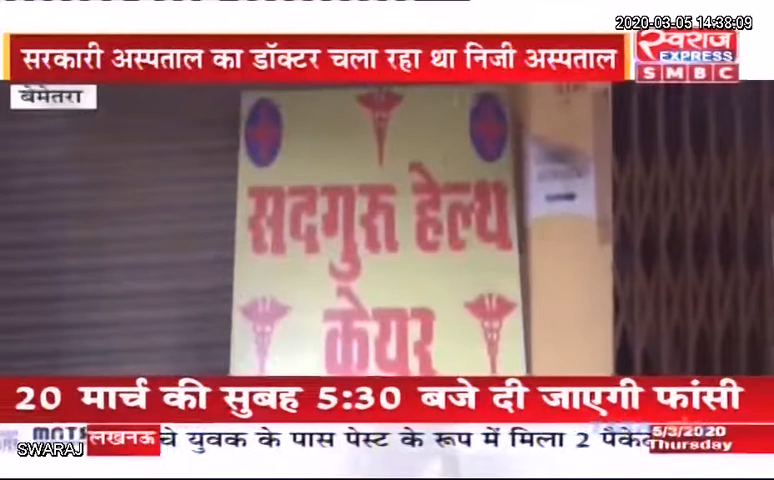 2020-03-05 14:38:09
सरकारी अस्पताल का डॉक्टर चला रहा था निजी अस्पताल
स्वराज
EXPRESS
SMBC
बेमेतरा
सदगुरू हेल्थ
केयर
20 मार्च की सुबह 5:30 बजे दी जाएगी फांसी
लखनऊ
चे युवक के पास पेस्ट के रूप में मिला 2 पैकेट
5/3/2020
Thursday
SWARAJ